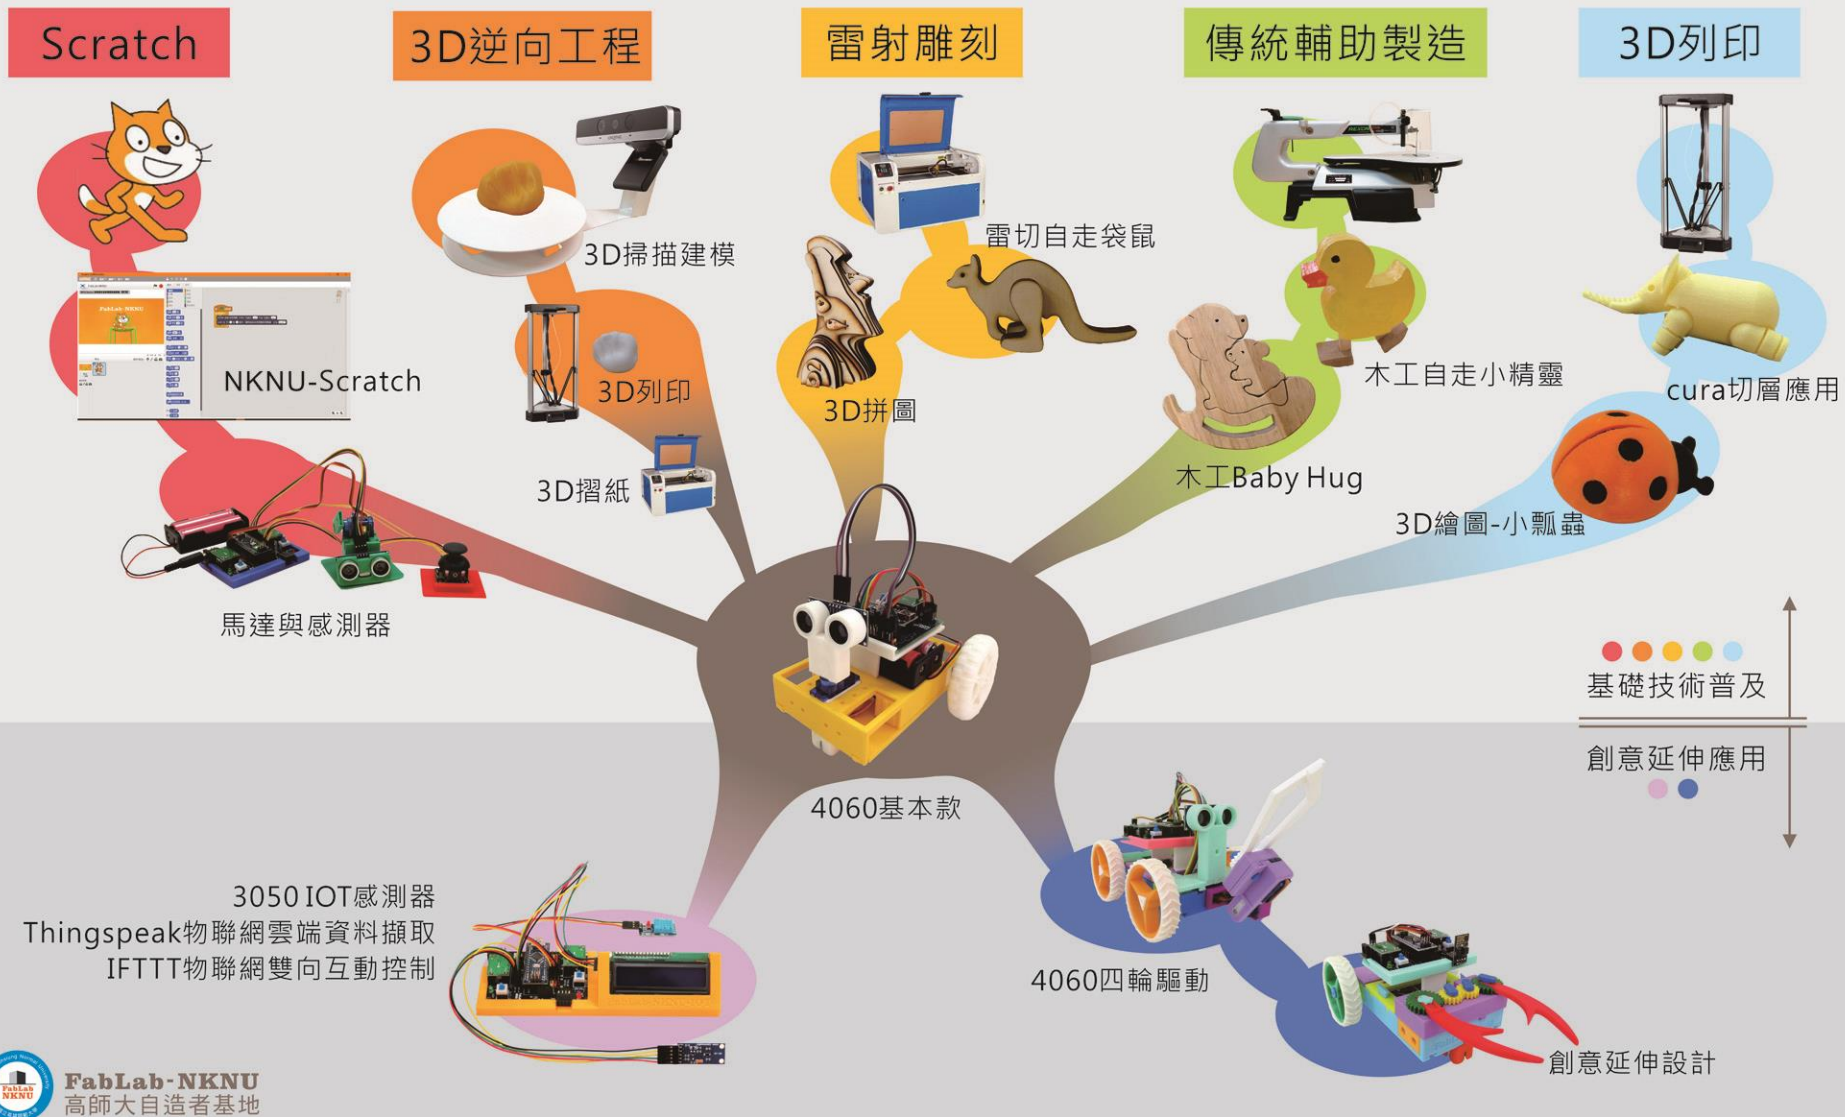 Scratch
3D逆向工程
雷射雕刻
傳統輔助製造
3D列印
3D掃描建模
雷切自走袋鼠
FabLab-NKNU
NKNU-Scratch
3D列印
3D拼圖
木工自走小精靈
cura切層應用
3D摺紙
木工Baby Hug
3D繪圖-小瓢蟲
馬達與感測器
基礎技術普及
創意延伸應用
4060基本款
3050 IOT感測器
Thingspeak物聯網雲端資料擷取
IFTTT物聯網雙向互動控制
4060四輪驅動
創意延伸設計
FabLab
NKNU
FabLab-NKNU
高師大自造者基地